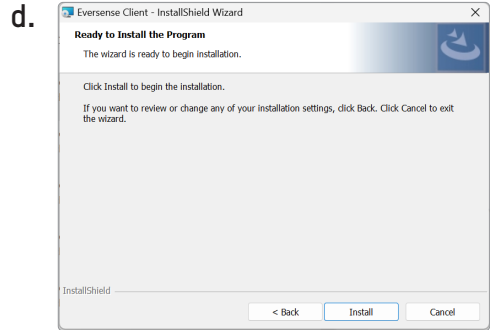 d.
Eversense Client - InstallShield Wizard
Ready to Install the Program
The wizard is ready to begin installation.
Click Install to begin the installation.
If you want to review or change any of your installation settings, click Back. Click Cancel to exit
the wizard.
InstallShield
< Back Install Cancel